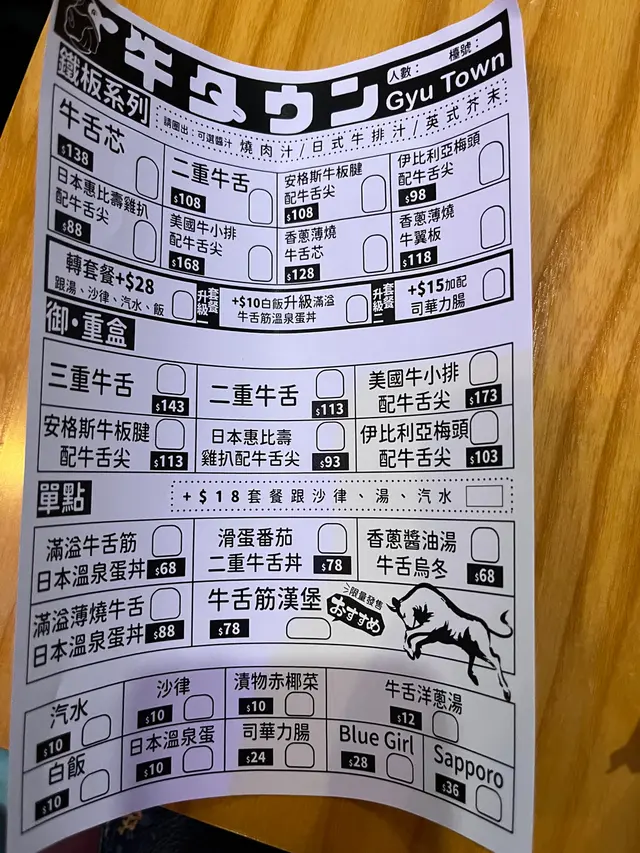 牛タウン
Gyu Town
人數：
檯號：
鐵板系列
請圈出：可選醬汁 燒肉汁/日式牛排汁/英式芥末
牛舌芯
$138
二重牛舌
$108
安格斯牛板腱
配牛舌尖
$108
伊比利亞梅頭
配牛舌尖
$98
日本惠比壽雞扒
配牛舌尖
$88
美國牛小排
配牛舌尖
$168
香蔥薄燒
牛舌芯
$128
香蔥薄燒
牛翼板
$118
轉套餐+$28
跟湯、沙律、汽水、飯
套餐升級一
+$10白飯升級滿溢
牛舌筋溫泉蛋丼
套餐升級二
+$15加配
司華力腸
御·重盒
三重牛舌
$143
二重牛舌
$113
美國牛小排
配牛舌尖
$173
安格斯牛板腱
配牛舌尖
$113
日本惠比壽
雞扒配牛舌尖
$93
伊比利亞梅頭
配牛舌尖
$103
單點
+$18套餐跟沙律、湯、汽水
滿溢牛舌筋
日本溫泉蛋丼
$68
滑蛋番茄
二重牛舌丼
$78
香蔥醬油湯
牛舌烏冬
$68
滿溢薄燒牛舌
日本溫泉蛋丼
$88
牛舌筋漢堡
$78
限量發售
おすすめ
汽水
$10
沙律
$10
漬物赤椰菜
$10
牛舌洋蔥湯
$12
白飯
$10
日本溫泉蛋
$10
司華力腸
$24
Blue Girl
$28
Sapporo
$36